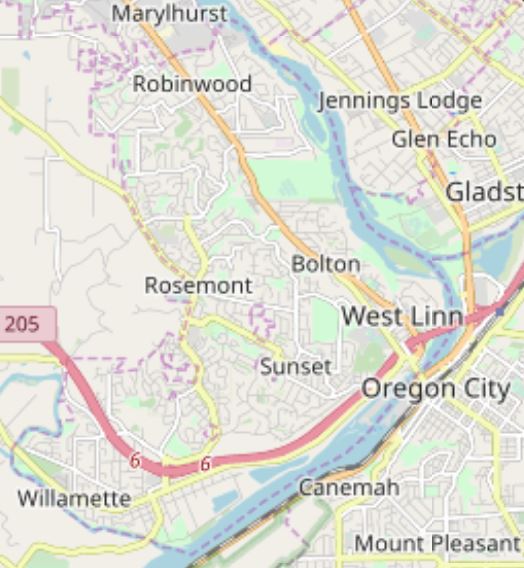 Marylhurst
Robinwood
Jennings Lodge
Glen Echo
Gladst
Bolton
Rosemont
West Linn
205
Sunset
Oregon City
6
6
Canemah
Willamette
Mount Pleasant